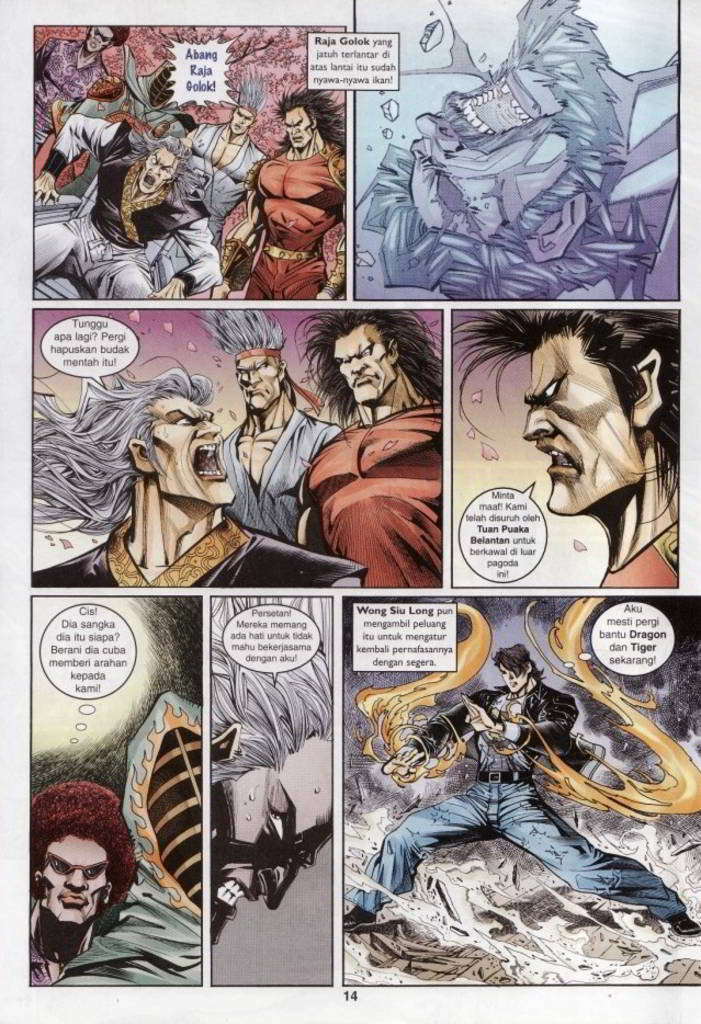 Abang
Raja
Golok!
Raja Golok yang
jatuh terlantar di
atas lantai itu sudah
nyawa-nyawa ikan!
Tunggu
apa lagi? Pergi
hapuskan budak
mentah itu!
Minta
maaf! Kami
telah disuruh oleh
Tuan Puaka
Belantan untuk
berkawal di luar
pagoda
ini!
Cis!
Dia sangka
dia itu siapa?
Berani dia cuba
memberi arahan
kepada
kami!
Persetan!
Mereka memang
ada hati untuk tidak
mahu bekerjasama
dengan aku!
Wong Siu Long pun
mengambil peluang
itu untuk mengatur
kembali pernafasannya
dengan segera.
Aku
mesti pergi
bantu Dragon
dan Tiger
sekarang!
14